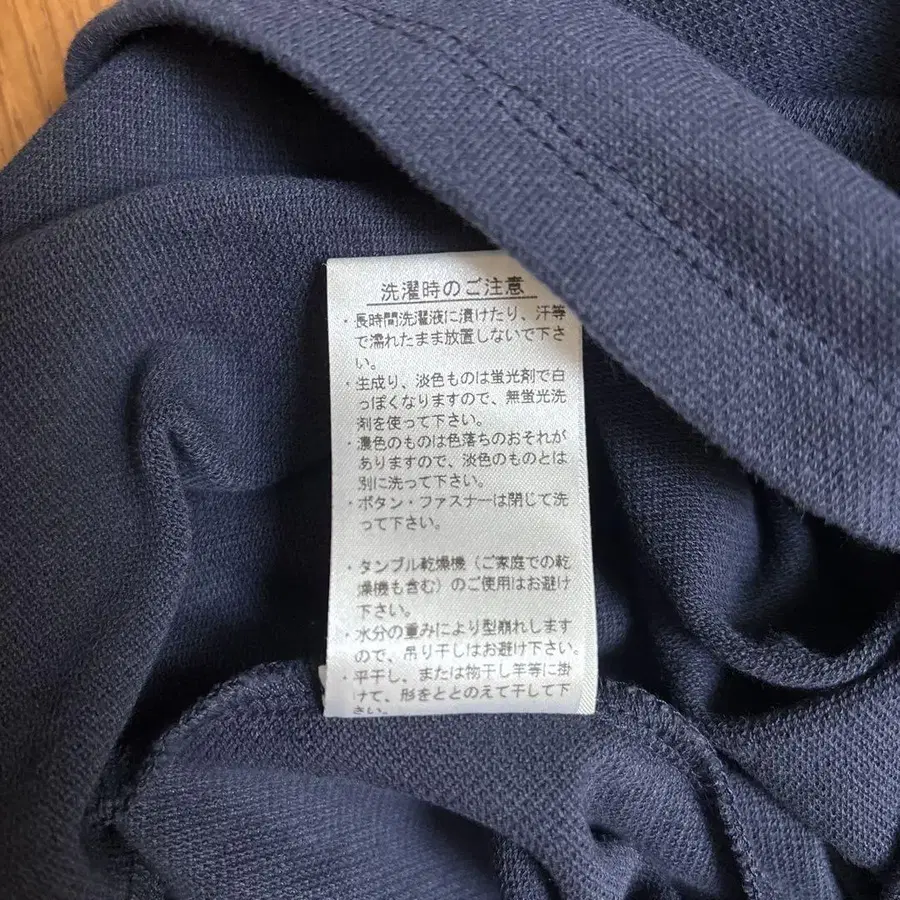 洗濯時のご注意
・長時間洗濯液に漬けたり、汗等
で濡れたまま放置しないで下さ
い。
・生成り、淡色ものは蛍光剤で白
っぽくなりますので、無蛍光洗
剤を使って下さい。
・濃色のものは色落ちのおそれが
ありますので、淡色のものとは
別に洗って下さい。
・ボタン・ファスナーは閉じて洗
って下さい。
・タンブル乾燥機（ご家庭での乾
燥機も含む）のご使用はお避け
下さい。
・水分の重みにより型崩れします
ので、吊り干しはお避け下さい。
・平干し、または物干し竿等に掛
けて、形をととのえて干して下
さい。